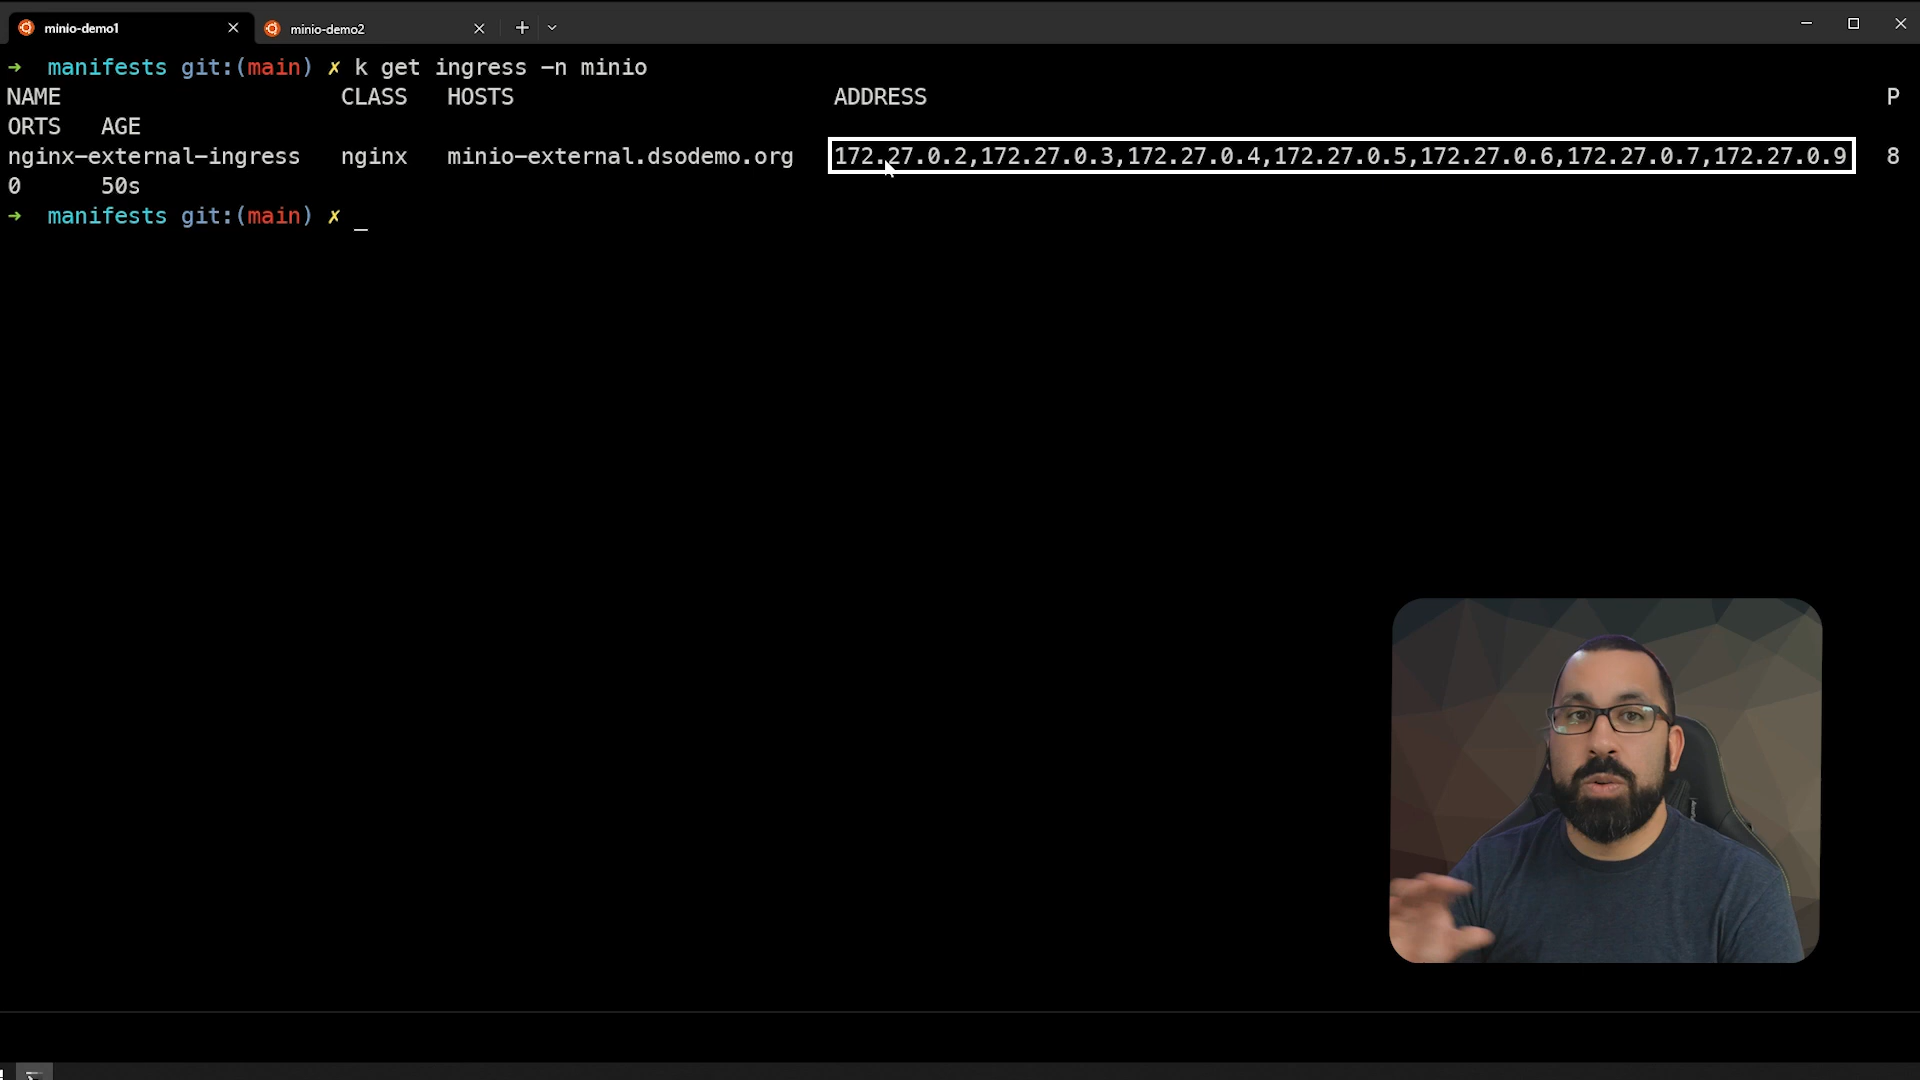 minio-demo1
minio-demo2
➜ manifests git:(main) ✗ k get ingress -n minio
NAME CLASS HOSTS ADDRESS P
ORTS AGE
nginx-external-ingress nginx minio-external.dsodemo.org 172.27.0.2,172.27.0.3,172.27.0.4,172.27.0.5,172.27.0.6,172.27.0.7,172.27.0.9 8
0 50s
➜ manifests git:(main) ✗ _